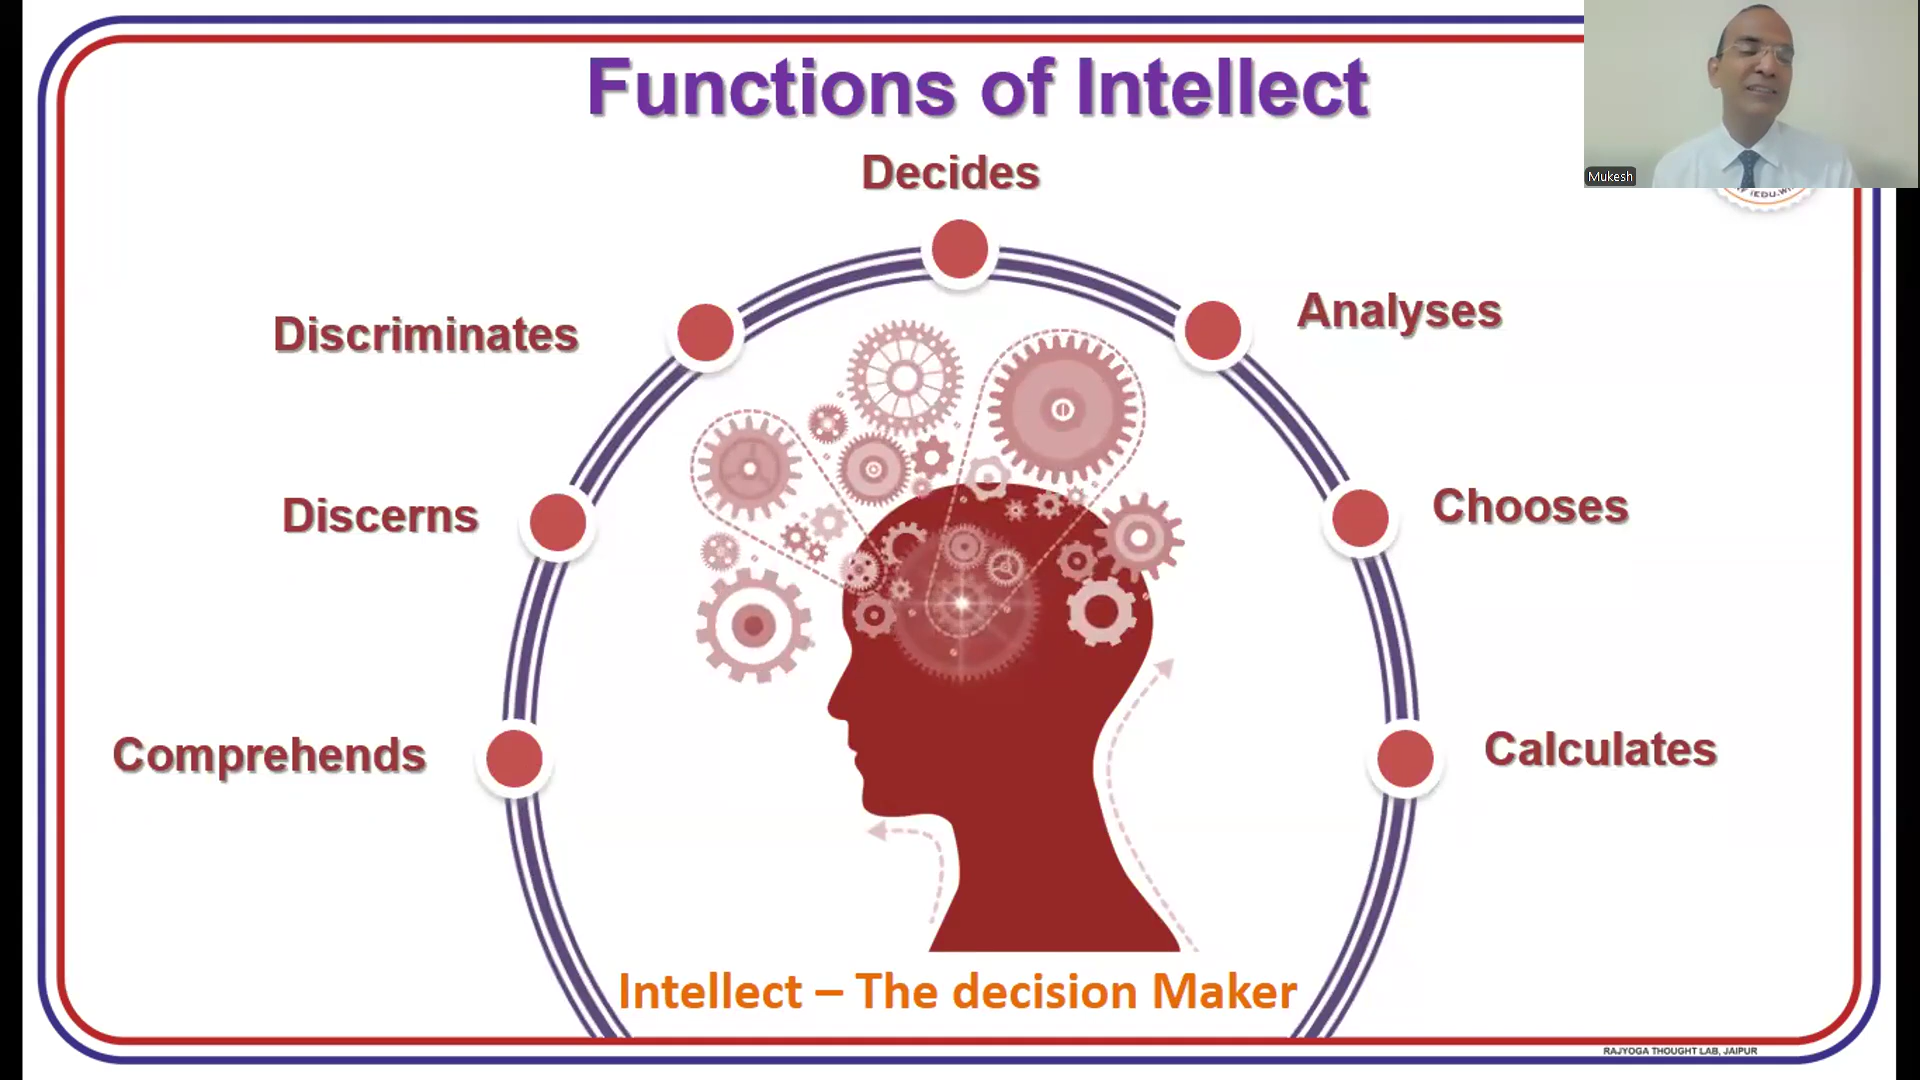 Functions of Intellect
Mukesh
Decides
Discriminates
Analyses
Discerns
Chooses
Comprehends
Calculates
Intellect – The decision Maker
RAJYOGA THOUGHT LAB, JAIPUR